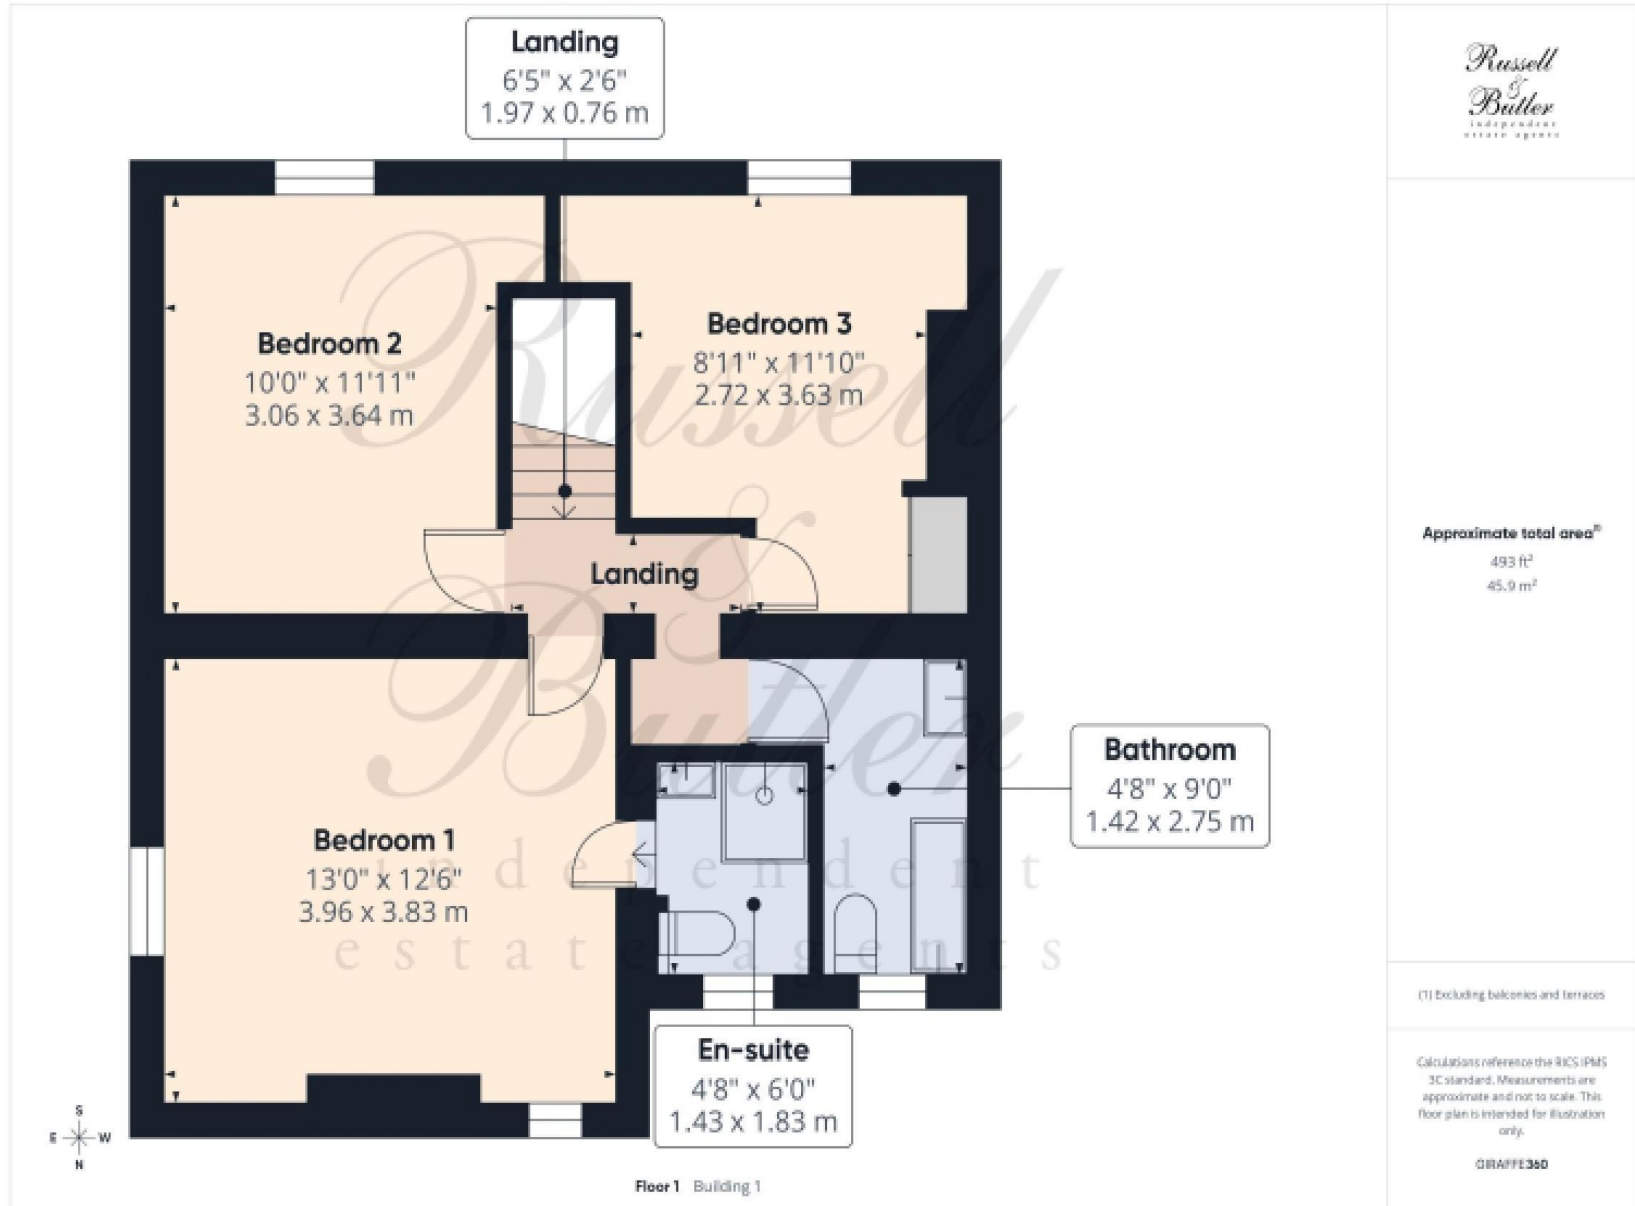 Landing
6'5" x 2'6"
1.97 x 0.76 m
Russell
&
Butler
independent
estate agents
Bedroom 2
10'0" x 11'11"
3.06 x 3.64 m
Bedroom 3
8'11" x 11'10"
2.72 x 3.63 m
Landing
Bedroom 1
13'0" x 12'6"
3.96 x 3.83 m
Bathroom
4'8" x 9'0"
1.42 x 2.75 m
En-suite
4'8" x 6'0"
1.43 x 1.83 m
Russell
&
Butler
independent
estate agents
S
E W
N
Floor 1 Building 1
Approximate total area(1)
493 ft²
45.9 m²
(1) Excluding balconies and terraces
Calculations reference the RICS IPMS
3C standard. Measurements are
approximate and not to scale. This
floor plan is intended for illustration
only.
GIRAFFE360